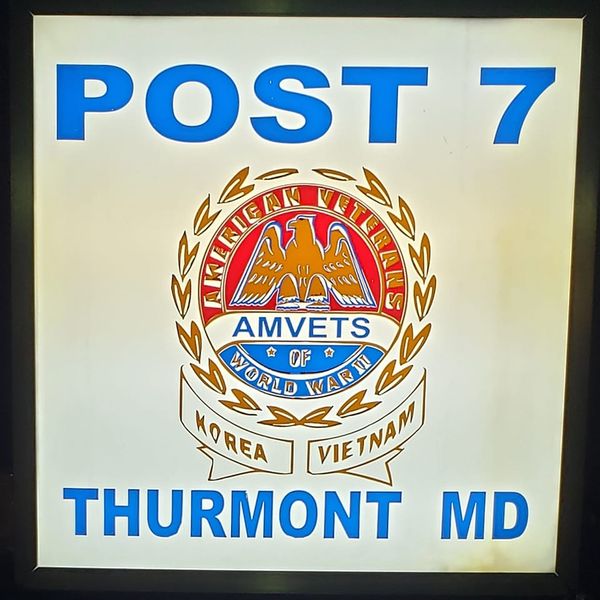 POST 7
AMERICAN VETERANS
AMVETS
OF
WORLD WAR II
KOREA VIETNAM
THURMONT MD